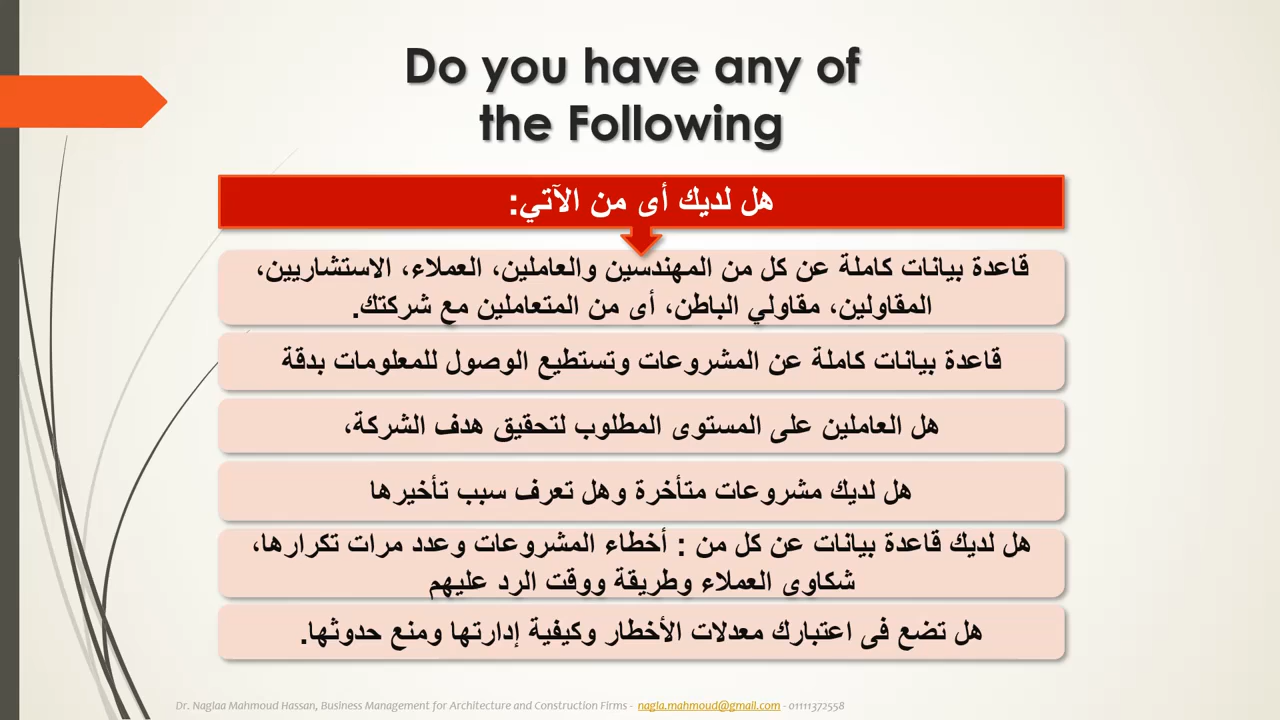 Do you have any of
the Following
هل لديك أى من الآتي:
قاعدة بيانات كاملة عن كل من المهندسين والعاملين، العملاء، الاستشاريين،
المقاولين، مقاولي الباطن، أى من المتعاملين مع شركتك.
قاعدة بيانات كاملة عن المشروعات وتستطيع الوصول للمعلومات بدقة
هل العاملين على المستوى المطلوب لتحقيق هدف الشركة،
هل لديك مشروعات متأخرة وهل تعرف سبب تأخيرها
هل لديك قاعدة بيانات عن كل من : أخطاء المشروعات وعدد مرات تكرارها،
شكاوى العملاء وطريقة ووقت الرد عليهم
هل تضع فى اعتبارك معدلات الأخطار وكيفية إدارتها ومنع حدوثها.
Dr. Naglaa Mahmoud Hassan, Business Management for Architecture and Construction Firms - nagla.mahmoud@gmail.com - 01111372558